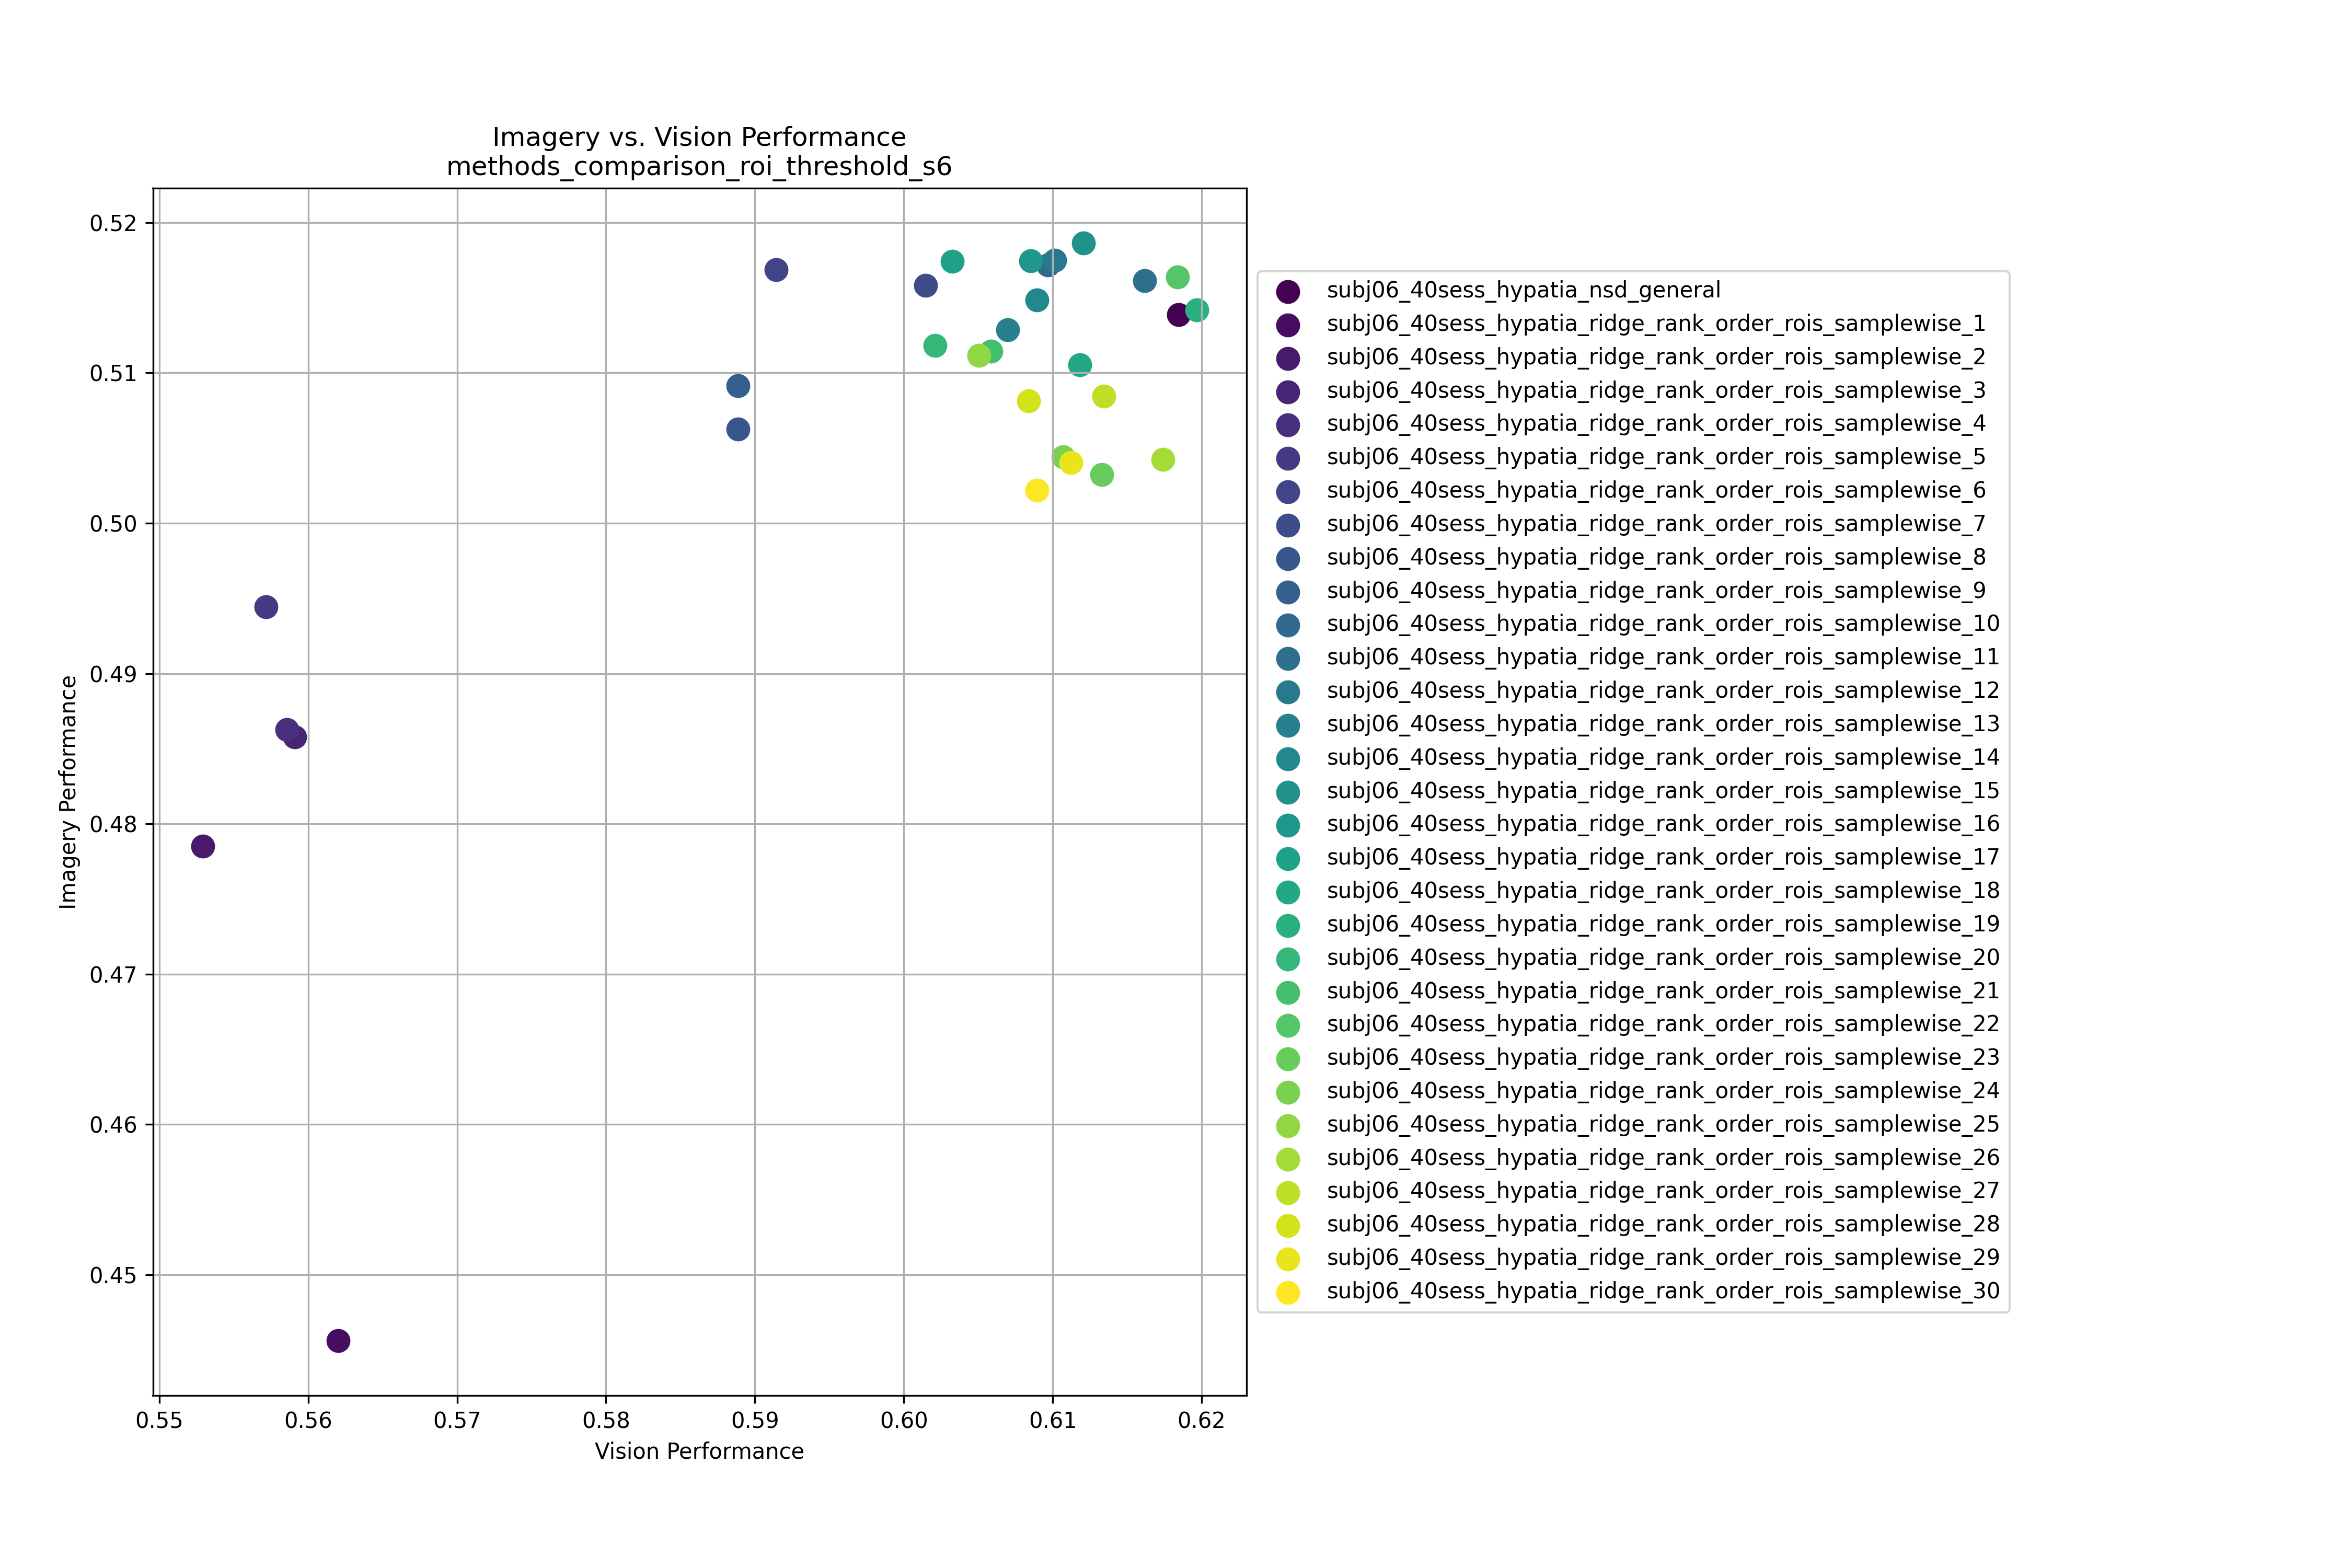 Imagery vs. Vision Performance
methods_comparison_roi_threshold_s6
0.52
0.51
0.50
0.49
0.48
0.47
0.46
0.45
Imagery Performance
0.55 0.56 0.57 0.58 0.59 0.60 0.61 0.62
Vision Performance
subj06_40sess_hypatia_nsd_general
subj06_40sess_hypatia_ridge_rank_order_rois_samplewise_1
subj06_40sess_hypatia_ridge_rank_order_rois_samplewise_2
subj06_40sess_hypatia_ridge_rank_order_rois_samplewise_3
subj06_40sess_hypatia_ridge_rank_order_rois_samplewise_4
subj06_40sess_hypatia_ridge_rank_order_rois_samplewise_5
subj06_40sess_hypatia_ridge_rank_order_rois_samplewise_6
subj06_40sess_hypatia_ridge_rank_order_rois_samplewise_7
subj06_40sess_hypatia_ridge_rank_order_rois_samplewise_8
subj06_40sess_hypatia_ridge_rank_order_rois_samplewise_9
subj06_40sess_hypatia_ridge_rank_order_rois_samplewise_10
subj06_40sess_hypatia_ridge_rank_order_rois_samplewise_11
subj06_40sess_hypatia_ridge_rank_order_rois_samplewise_12
subj06_40sess_hypatia_ridge_rank_order_rois_samplewise_13
subj06_40sess_hypatia_ridge_rank_order_rois_samplewise_14
subj06_40sess_hypatia_ridge_rank_order_rois_samplewise_15
subj06_40sess_hypatia_ridge_rank_order_rois_samplewise_16
subj06_40sess_hypatia_ridge_rank_order_rois_samplewise_17
subj06_40sess_hypatia_ridge_rank_order_rois_samplewise_18
subj06_40sess_hypatia_ridge_rank_order_rois_samplewise_19
subj06_40sess_hypatia_ridge_rank_order_rois_samplewise_20
subj06_40sess_hypatia_ridge_rank_order_rois_samplewise_21
subj06_40sess_hypatia_ridge_rank_order_rois_samplewise_22
subj06_40sess_hypatia_ridge_rank_order_rois_samplewise_23
subj06_40sess_hypatia_ridge_rank_order_rois_samplewise_24
subj06_40sess_hypatia_ridge_rank_order_rois_samplewise_25
subj06_40sess_hypatia_ridge_rank_order_rois_samplewise_26
subj06_40sess_hypatia_ridge_rank_order_rois_samplewise_27
subj06_40sess_hypatia_ridge_rank_order_rois_samplewise_28
subj06_40sess_hypatia_ridge_rank_order_rois_samplewise_29
subj06_40sess_hypatia_ridge_rank_order_rois_samplewise_30